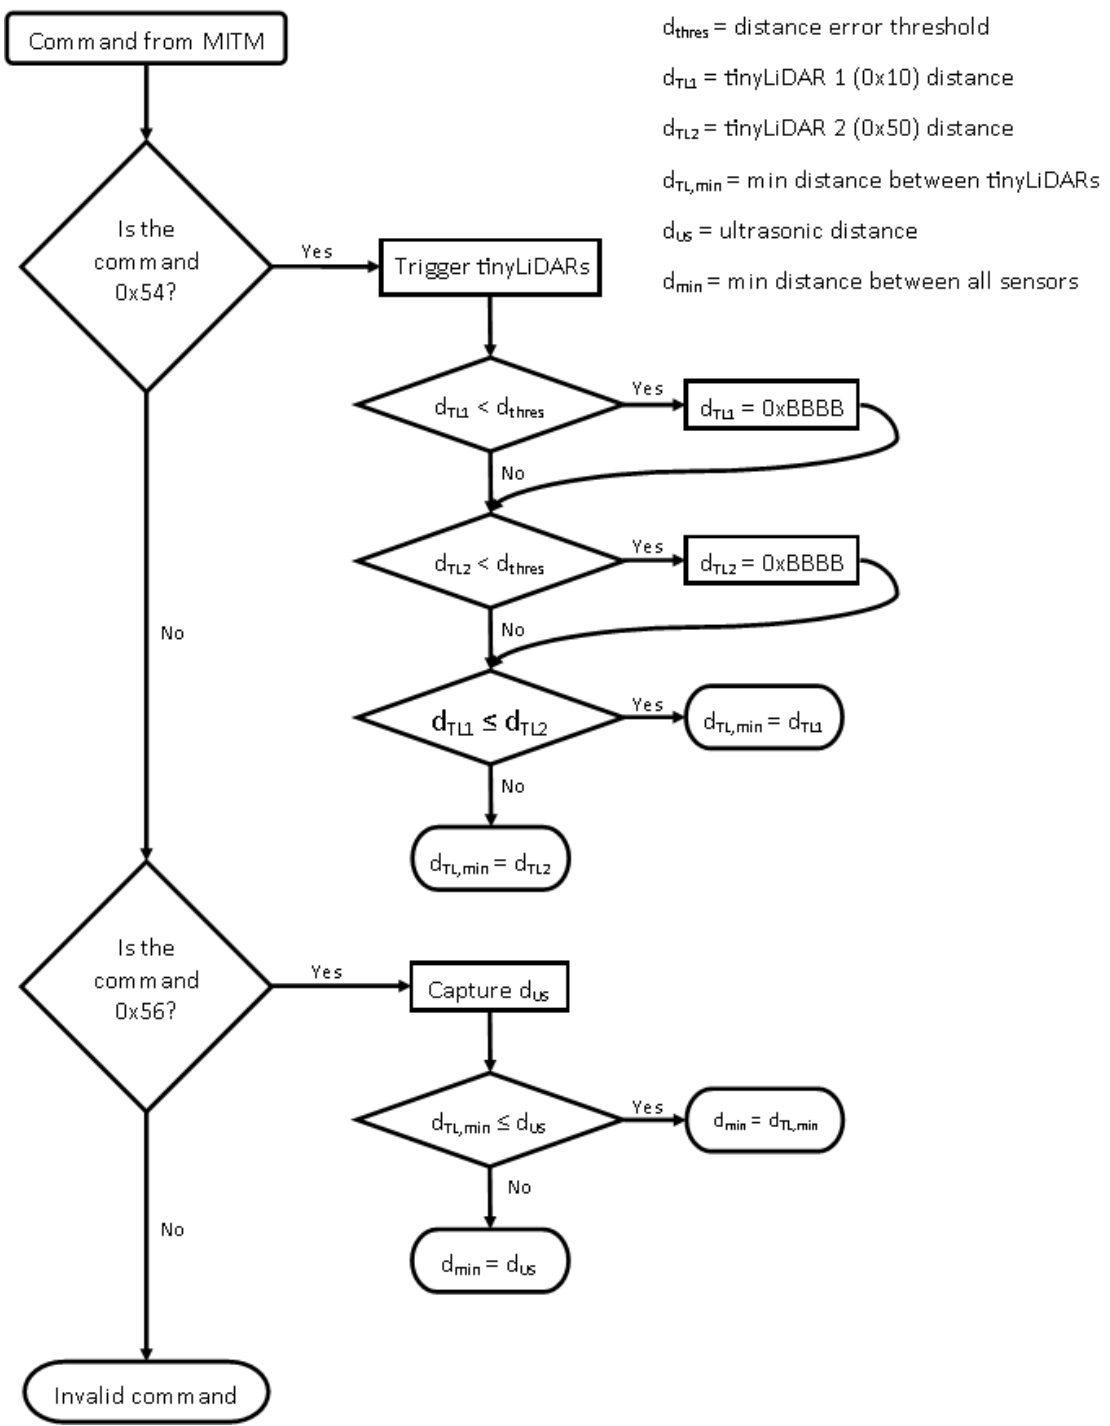 Command from MITM
d_thres = distance error threshold
d_TL1 = tinyLiDAR 1 (0x10) distance
d_TL2 = tinyLiDAR 2 (0x50) distance
d_TL,min = min distance between tinyLiDARs
d_US = ultrasonic distance
d_min = min distance between all sensors
Is the
command
0x54?
Yes
Trigger tinyLiDARs
d_TL1 < d_thres
Yes
d_TL1 = 0xBBBB
No
d_TL2 < d_thres
Yes
d_TL2 = 0xBBBB
No
No
d_TL1 ≤ d_TL2
Yes
d_TL,min = d_TL1
No
d_TL,min = d_TL2
Is the
command
0x56?
Yes
Capture d_US
d_TL,min ≤ d_US
Yes
d_min = d_TL,min
No
No
d_min = d_US
Invalid command